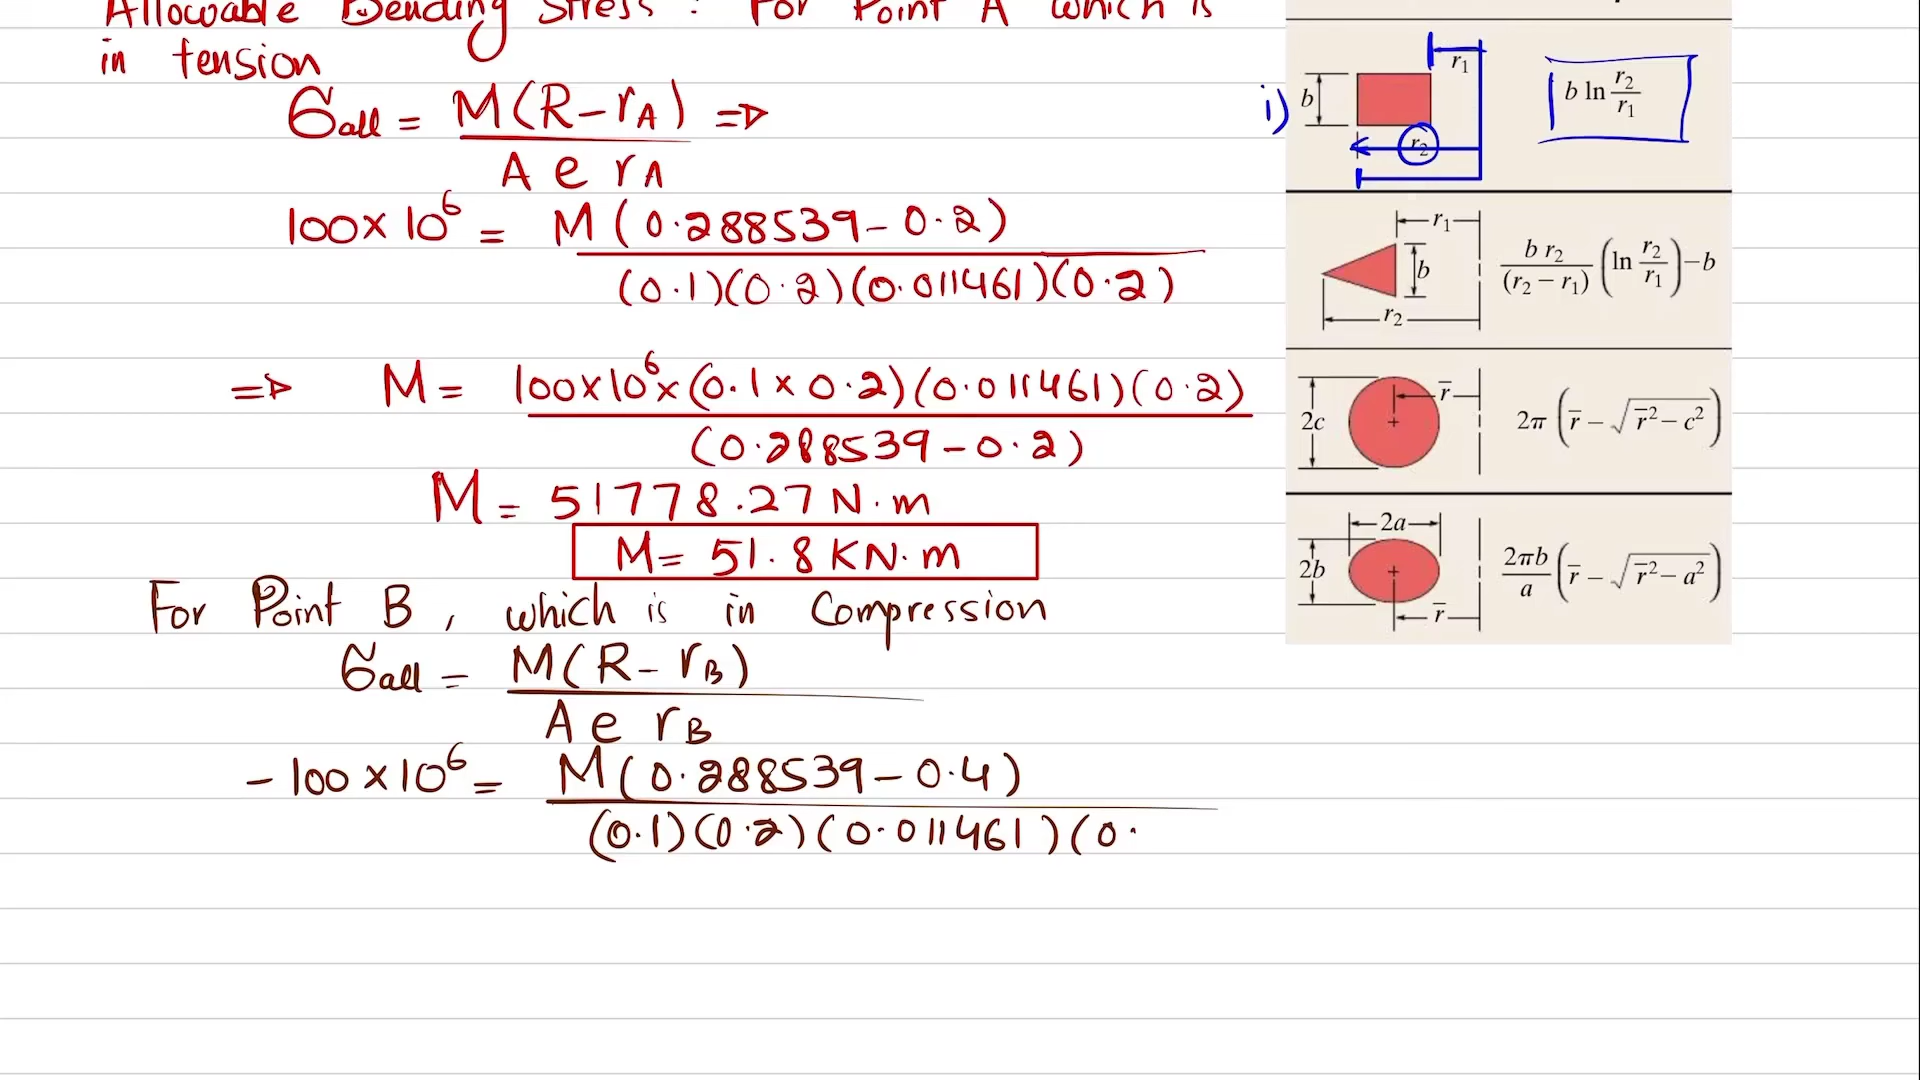 Allowable Bending Stress : For Point A which is
in tension
σall = M(R-rA) =>
A e rA
100×10⁶ = M(0.288539-0.2)
(0.1)(0.2)(0.011461)(0.2)
=> M = 100×10⁶×(0.1×0.2)(0.011461)(0.2)
(0.288539-0.2)
M = 51778.27 N.m
M = 51.8 KN.m
For Point B, which is in Compression
σall = M(R-rB)
A e rB
-100×10⁶ = M(0.288539-0.4)
(0.1)(0.2)(0.011461)(0.
i) b r₁ r₂ b ln r₂/r₁
r₁ b r₂ b r₂/(r₂ − r₁) (ln r₂/r₁) − b
2c r̅ 2π (r̅ − √r̅² − c²)
2a 2b r̅ 2πb/a (r̅ − √r̅² − a²)